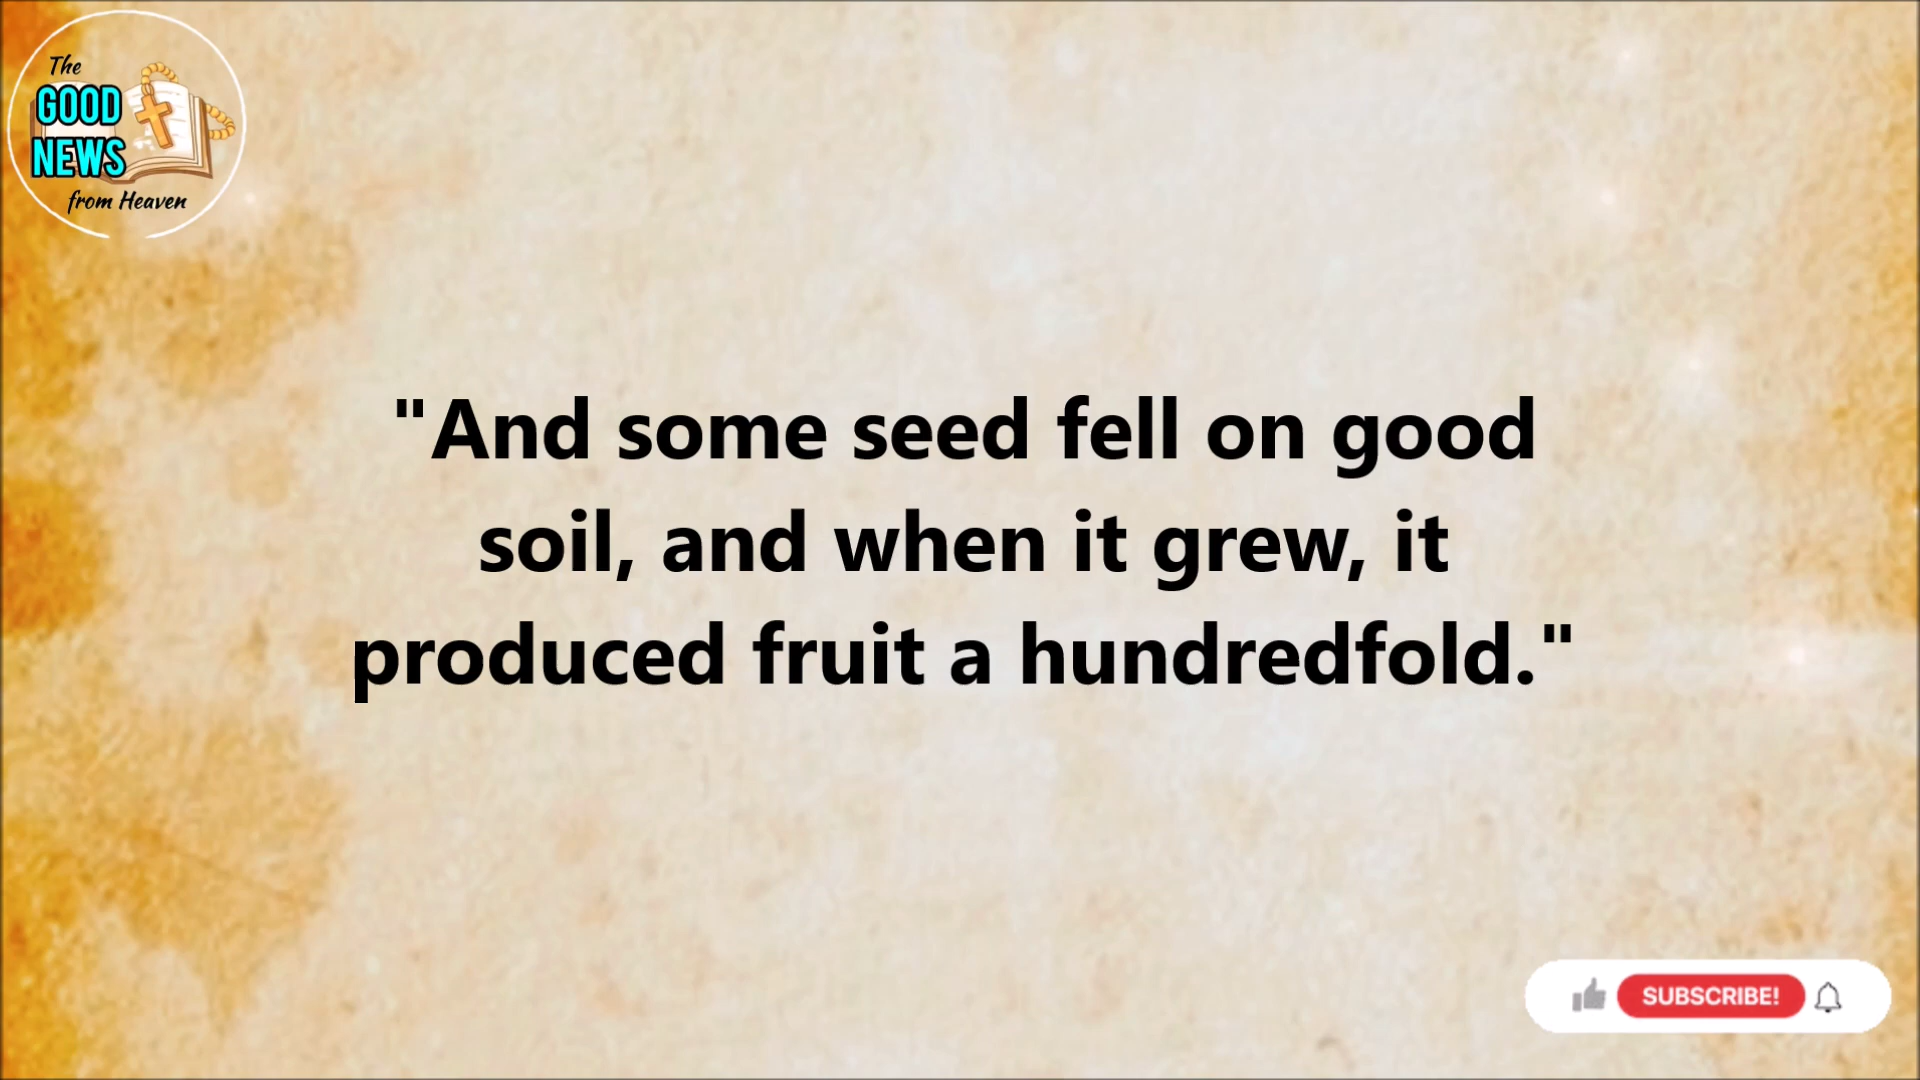 The
GOOD
NEWS
from Heaven
"And some seed fell on good
soil, and when it grew, it
produced fruit a hundredfold."
SUBSCRIBE!